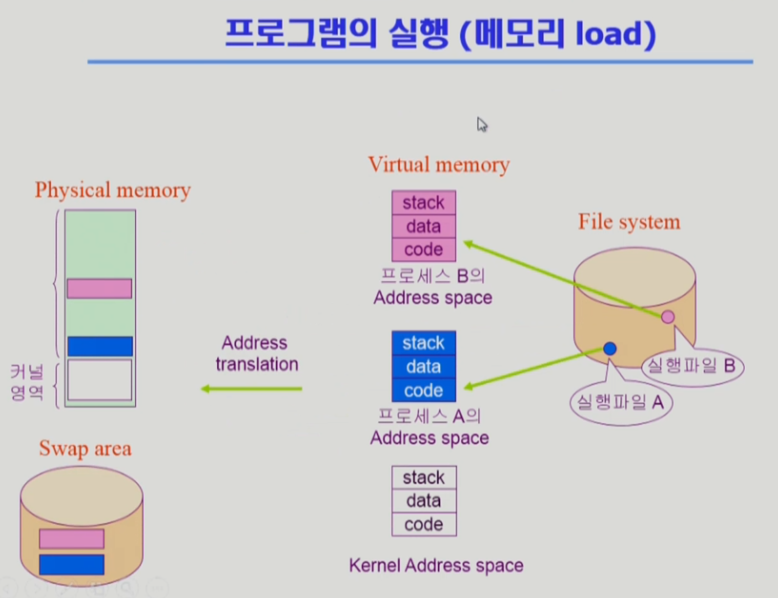 프로그램의 실행 (메모리 load)
Virtual memory
Physical memory
File system
stack
data
code
프로세스 B의
Address space
Address
translation
stack
data
code
커널
영역
실행파일 B
실행파일 A
프로세스 A의
Address space
Swap area
stack
data
code
Kernel Address space